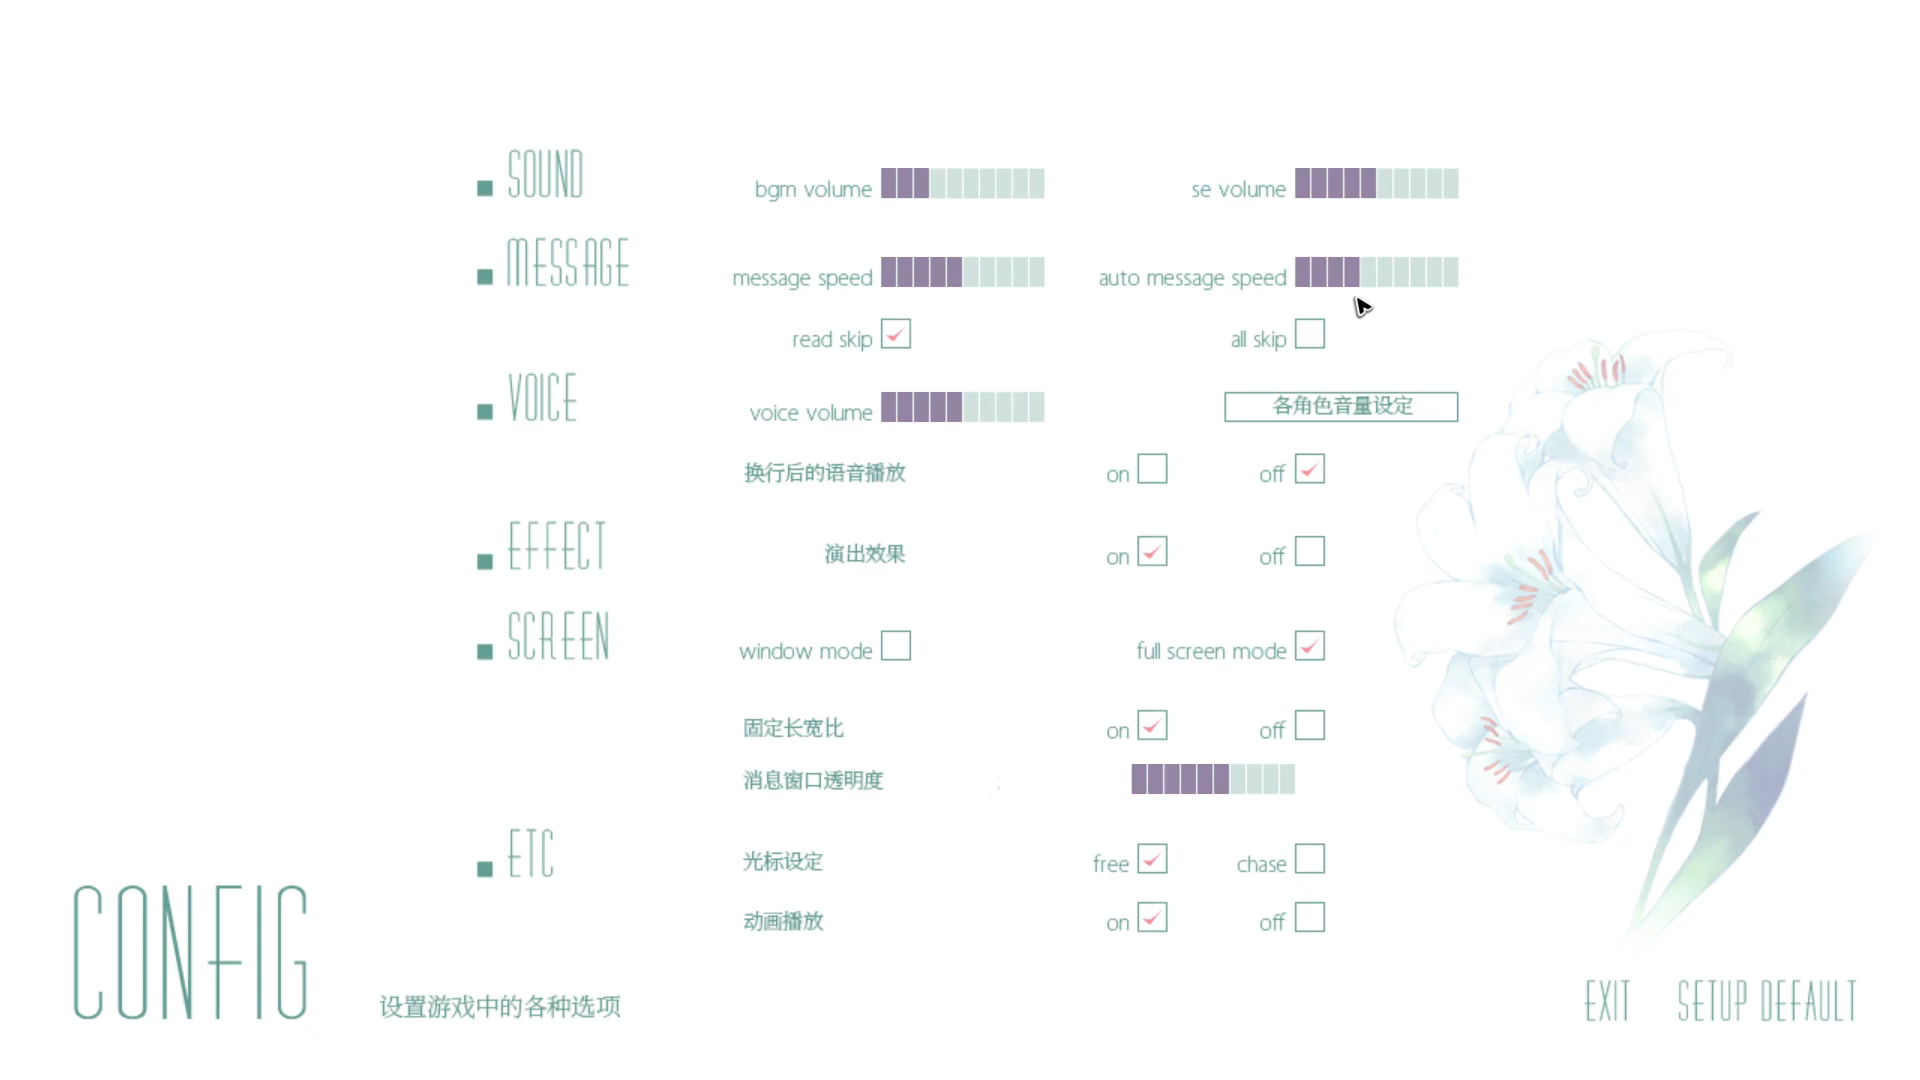 SOUND bgm volume se volume
MESSAGE message speed auto message speed
read skip all skip
VOICE voice volume 各角色音量设定
换行后的语音播放 on off
EFFECT 演出效果 on off
SCREEN window mode full screen mode
固定长宽比 on off
消息窗口透明度
ETC 光标设定 free chase
动画播放 on off
CONFIG 设置游戏中的各种选项
EXIT SETUP DEFAULT